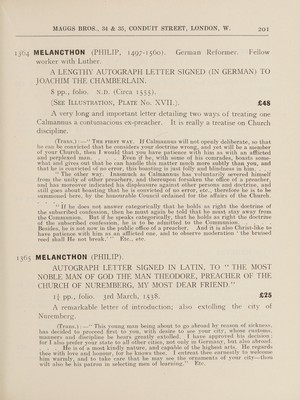 MAGGS BROS., 34 & 35, CONDUIT STREET, LONDON, W. 201
1364 MELANCTHON (PHILIP, 1497-1560). German Reformer. Fellow
worker with Luther.
A LENGTHY AUTOGRAPH LETTER SIGNED (IN GERMAN) TO
JOACHIM THE CHAMBERLAIN.
8 pp., folio. N.D. (Circa 1555).
(SEE ILLUSTRATION, PLATE No. XVII.). £48
A very long and important letter detailing two ways of treating one
Calmannus a contumacious ex-preacher. It is really a treatise on Church
discipline.
(TRANS.) :—" THE FIRST WAY. If Calmannus will not openly deliberate, so that
he can be convicted that he considers your doctrine wrong, and yet will be a member
of your Church, then I would that you have patience with him as with an afflicted
and perplexed man. . . . Even if he, with some of his comrades, boasts some-
what and gives out that he can handle this matter much more subtly than you, and
that he is convicted of no error, this boasting is just folly and blindness in him. . . .
" The other way. Inasmuch as Calmannus has voluntarily severed himself
from the unity of other preachers, and thereupon forsaken the office of a preacher,
and has moreover indicated his displeasure against other persons and doctrine, and
still goes about boasting that he is convicted of no error, etc., therefore he is to be
summoned here, by the honourable Council ordained for the affairs of the Church.
" If he does not answer categorically that he holds as right the doctrine of
the subscribed confession, then he must again be told that he must stay away from
the Communion. But if he speaks categorically, that he holds as right the doctrine
of the subscribed confession, he is to be admitted to the Communion. . . .
Besides, he is not now in the public office of a preacher. And it is also Christ-like to
have patience with him as an afflicted one, and to observe moderation ' the bruised
reed shall He not break.' " Etc., etc.
1365 MELANCTHON (PHILIP).
AUTOGRAPH LETTER SIGNED IN LATIN, TO " THE MOST
NOBLE MAN OF GOD THE MAN THEODORE, PREACHER OF THE
CHURCH OF NUREMBERG, MY MOST DEAR FRIEND."
1½ pp., folio. 3rd March, 1538. £25
A remarkable letter of introduction; also extolling the city of
Nuremberg.
(TRANS.) :—" This young man being about to go abroad by reason of sickness,
has decided to proceed first to you, with desire to see your city, whose customs,
manners and discipline he hears greatly extolled. I have approved his decision;
for I also prefer your state to all other cities, not only in Germany, but also abroad.
. . . He is of a most kindly nature, and capable of the highest arts. He regards
thee with love and honour, for he knows thee. I entreat thee earnestly to welcome
him warmly, and to take care that he may see the ornaments of your city—thou
wilt also be his patron in selecting men of learning." Etc.